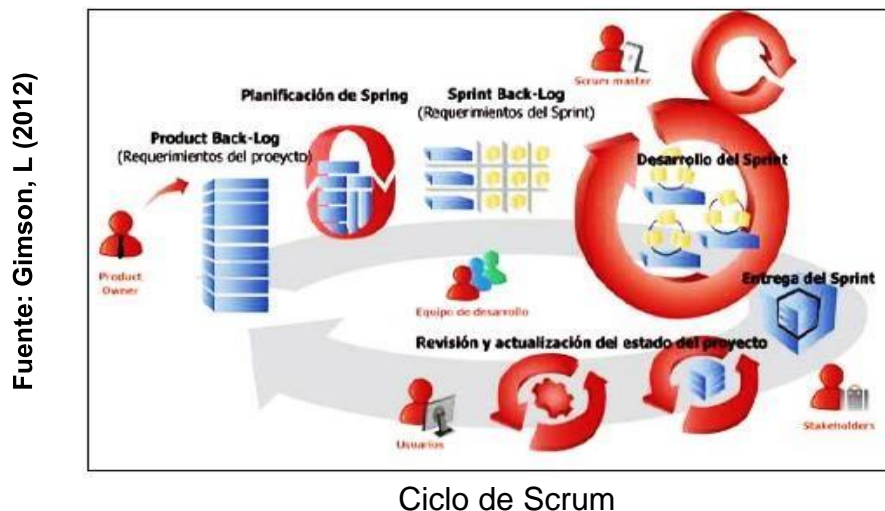 Fuente: Gimson, L (2012)
Scrum master
Planificación de Spring
Sprint Back-Log
(Requerimientos del Sprint)
Product Back-Log
(Requerimientos del proeycto)
Desarrollo del Sprint
Product
Owner
Entrega del Sprint
Equipo de desarrollo
Revisión y actualización del estado del proyecto
Usuarios
Stakeholders
Ciclo de Scrum